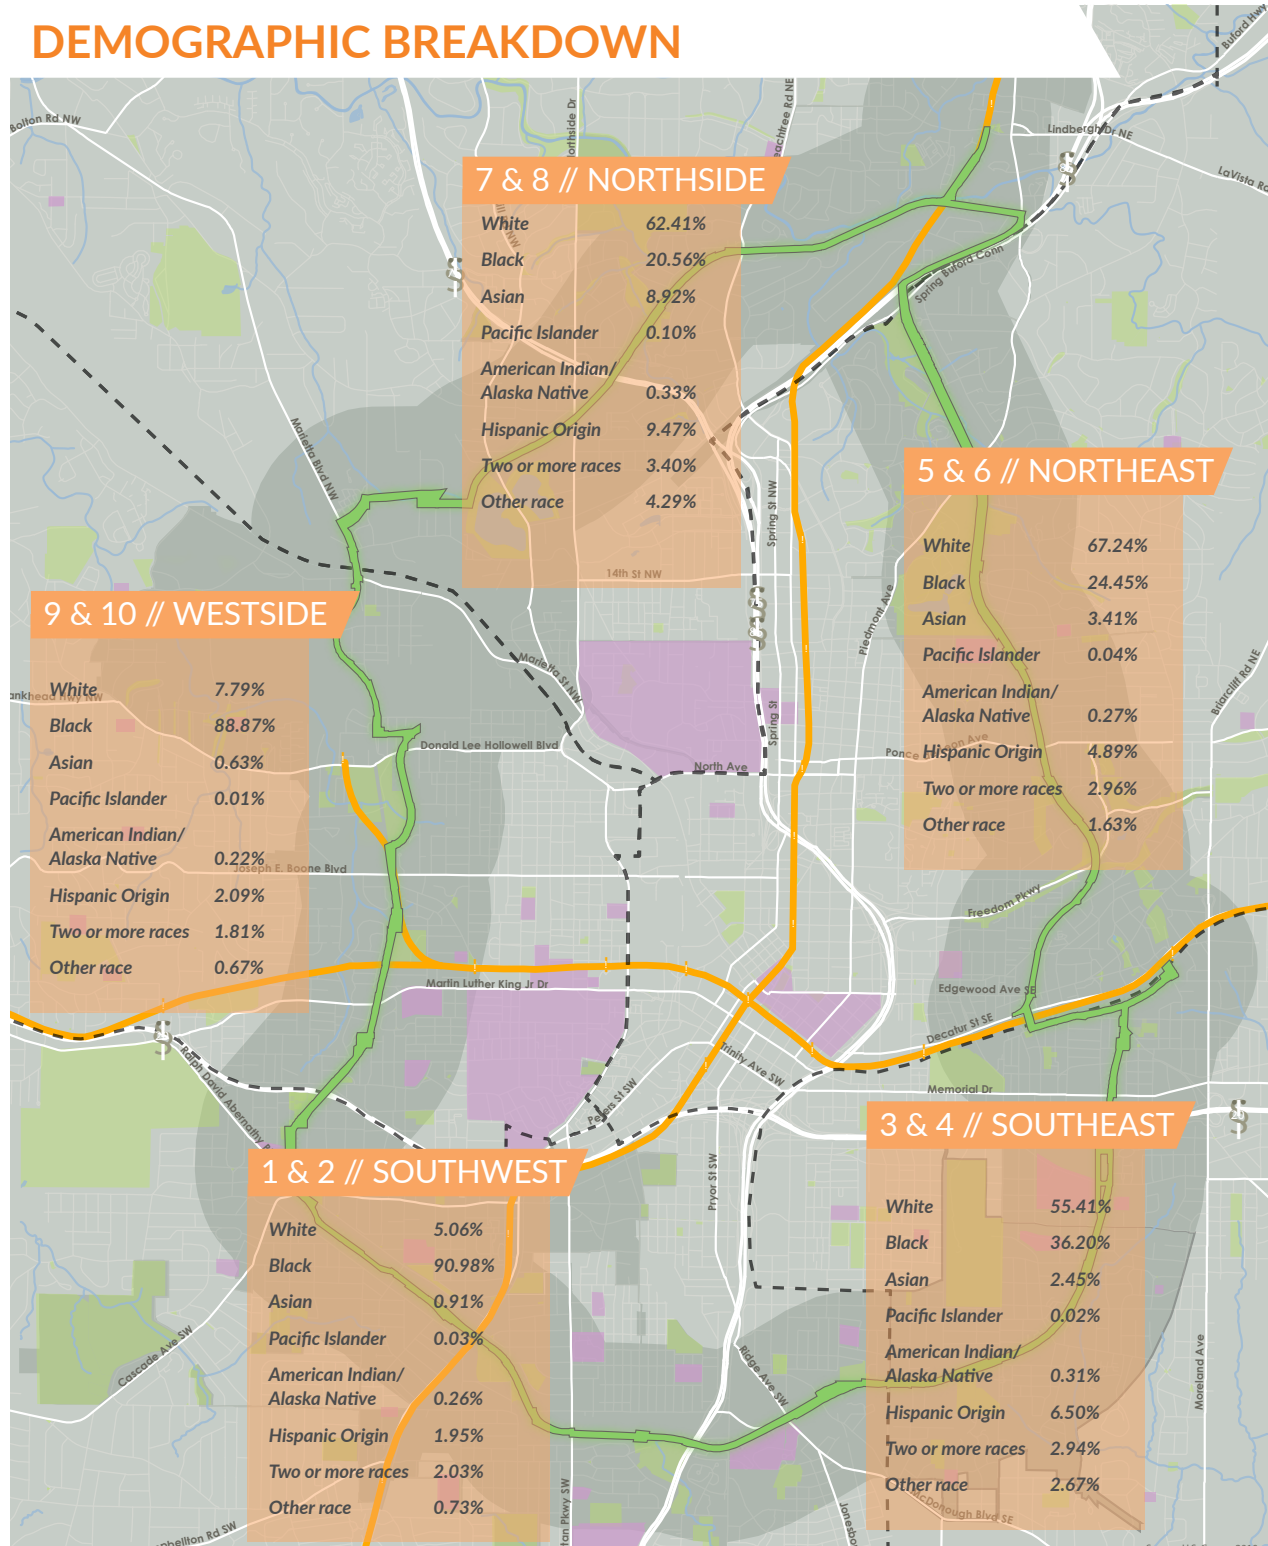 DEMOGRAPHIC BREAKDOWN
Buford Hwy
Bolton Rd NW
Lindbergh Dr NE
LaVista Rd
7 & 8 // NORTHSIDE
White 62.41%
Black 20.56%
Asian 8.92%
Pacific Islander 0.10%
American Indian/
Alaska Native 0.33%
Hispanic Origin 9.47%
Two or more races 3.40%
Other race 4.29%
Spring Buford Conn
Marietta Blvd NW
5 & 6 // NORTHEAST
White 67.24%
Black 24.45%
Asian 3.41%
Pacific Islander 0.04%
American Indian/
Alaska Native 0.27%
Hispanic Origin 4.89%
Two or more races 2.96%
Other race 1.63%
Spring St NW
14th St NW
Piedmont Ave
Briarcliff Rd NE
9 & 10 // WESTSIDE
White 7.79%
Black 88.87%
Asian 0.63%
Pacific Islander 0.01%
American Indian/
Alaska Native 0.22%
Hispanic Origin 2.09%
Two or more races 1.81%
Other race 0.67%
Marietta St NW
Spring St
Donald Lee Hollowell Blvd
North Ave
Joseph E. Boone Blvd
Freedom Pkwy
Martin Luther King Jr Dr
Edgewood Ave SE
Decatur St SE
Trinity Ave SW
Peters St SW
Memorial Dr
Ralph David Abernathy
3 & 4 // SOUTHEAST
White 55.41%
Black 36.20%
Asian 2.45%
Pacific Islander 0.02%
American Indian/
Alaska Native 0.31%
Hispanic Origin 6.50%
Two or more races 2.94%
Other race 2.67%
1 & 2 // SOUTHWEST
White 5.06%
Black 90.98%
Asian 0.91%
Pacific Islander 0.03%
American Indian/
Alaska Native 0.26%
Hispanic Origin 1.95%
Two or more races 2.03%
Other race 0.73%
Pryor St SW
Cascade Ave SW
Ridge Ave SW
Moreland Ave
McDonough Blvd SE